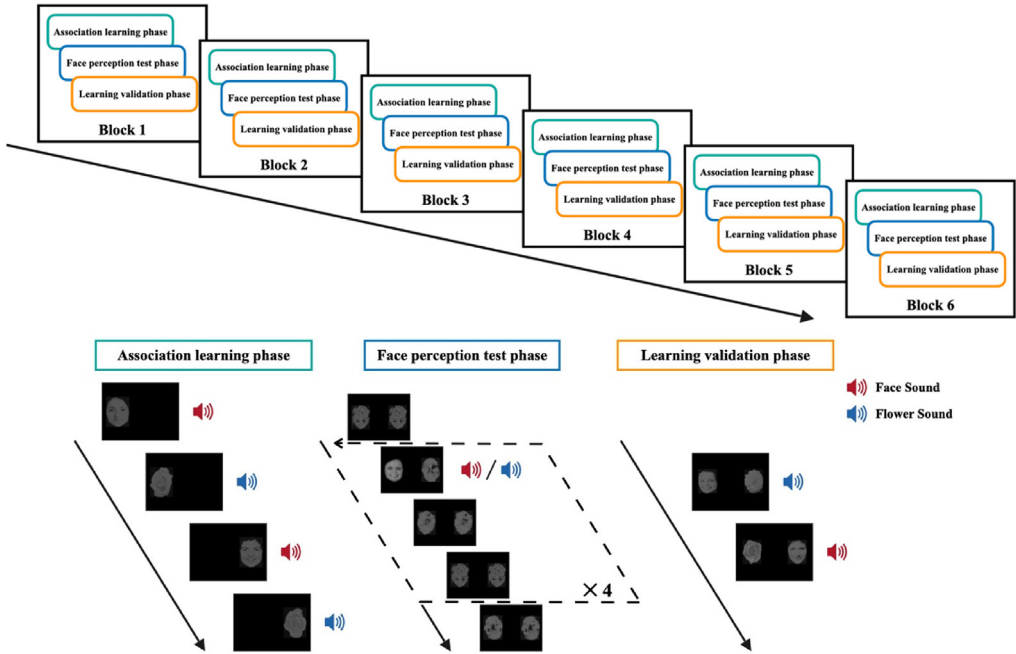 Association learning phase
Face perception test phase
Learning validation phase
Block 1
Association learning phase
Face perception test phase
Learning validation phase
Block 2
Association learning phase
Face perception test phase
Learning validation phase
Block 3
Association learning phase
Face perception test phase
Learning validation phase
Block 4
Association learning phase
Face perception test phase
Learning validation phase
Block 5
Association learning phase
Face perception test phase
Learning validation phase
Block 6
Association learning phase
Face perception test phase
Learning validation phase
Face Sound
Flower Sound
/
×4